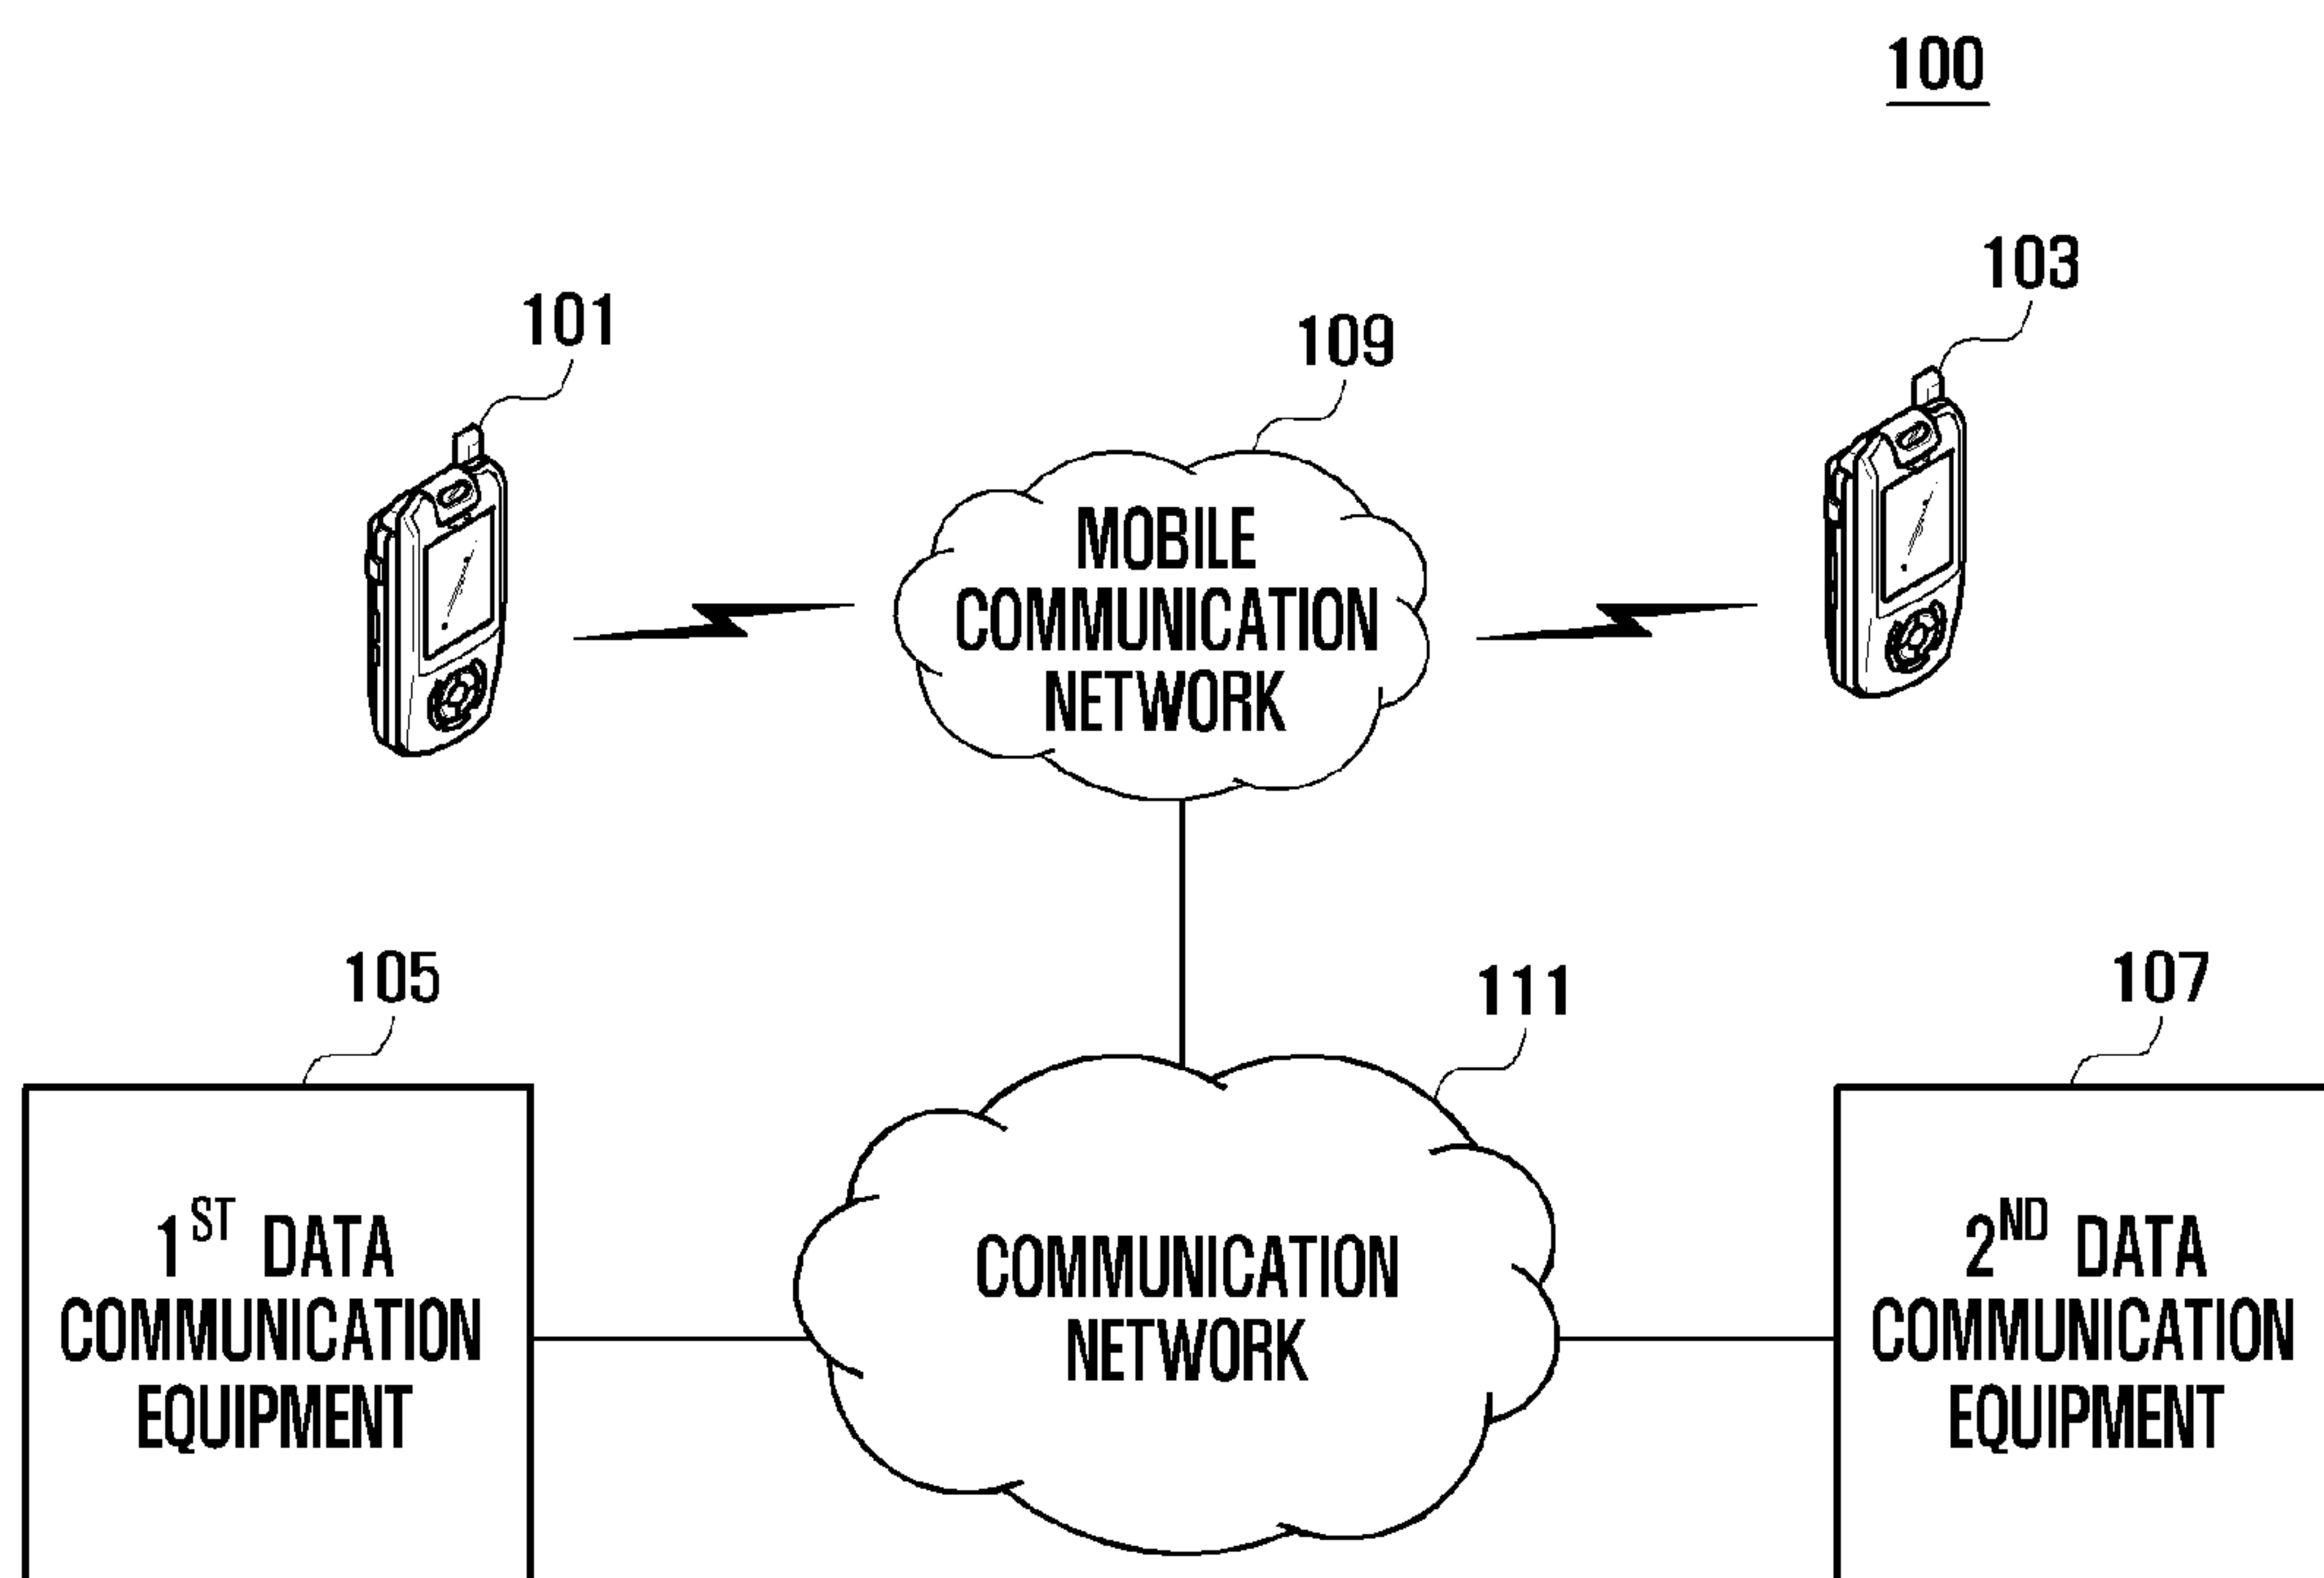 100
103
101
109
MOBILE
COMMUNICATION
NETWORK
105
111
107
1ST DATA
COMMUNICATION
EQUIPMENT
COMMUNICATION
NETWORK
2ND DATA
COMMUNICATION
EQUIPMENT